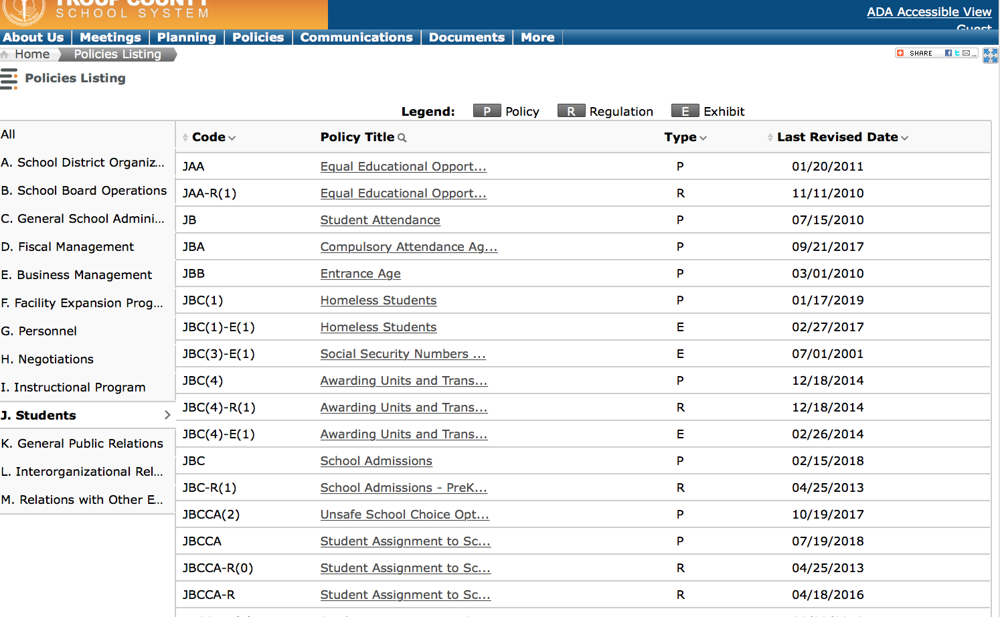 TROUP COUNTY
SCHOOL SYSTEM
ADA Accessible View
Guest
About Us Meetings Planning Policies Communications Documents More
Home Policies Listing
SHARE
Policies Listing
Legend: P Policy R Regulation E Exhibit
All
A. School District Organiz...
B. School Board Operations
C. General School Admini...
D. Fiscal Management
E. Business Management
F. Facility Expansion Prog...
G. Personnel
H. Negotiations
I. Instructional Program
J. Students
K. General Public Relations
L. Interorganizational Rel...
M. Relations with Other E...
Code Policy Title Type Last Revised Date
JAA Equal Educational Opport... P 01/20/2011
JAA-R(1) Equal Educational Opport... R 11/11/2010
JB Student Attendance P 07/15/2010
JBA Compulsory Attendance Ag... P 09/21/2017
JBB Entrance Age P 03/01/2010
JBC(1) Homeless Students P 01/17/2019
JBC(1)-E(1) Homeless Students E 02/27/2017
JBC(3)-E(1) Social Security Numbers ... E 07/01/2001
JBC(4) Awarding Units and Trans... P 12/18/2014
JBC(4)-R(1) Awarding Units and Trans... R 12/18/2014
JBC(4)-E(1) Awarding Units and Trans... E 02/26/2014
JBC School Admissions P 02/15/2018
JBC-R(1) School Admissions - PreK... R 04/25/2013
JBCCA(2) Unsafe School Choice Opt... P 10/19/2017
JBCCA Student Assignment to Sc... P 07/19/2018
JBCCA-R(0) Student Assignment to Sc... R 04/25/2013
JBCCA-R Student Assignment to Sc... R 04/18/2016